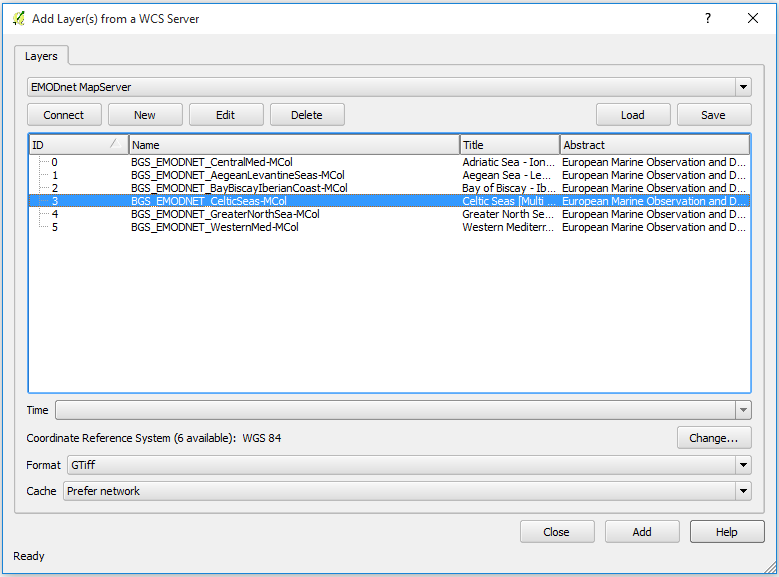 Add Layer(s) from a WCS Server ?
Layers
EMODnet MapServer
Connect New Edit Delete Load Save
ID Name Title Abstract
0 BGS_EMODNET_CentralMed-MCol Adriatic Sea - Ion... European Marine Observation and D...
1 BGS_EMODNET_AegeanLevantineSeas-MCol Aegean Sea - Le... European Marine Observation and D...
2 BGS_EMODNET_BayBiscayIberianCoast-MCol Bay of Biscay - Ib... European Marine Observation and D...
3 BGS_EMODNET_CelticSeas-MCol Celtic Seas [Multi ... European Marine Observation and D...
4 BGS_EMODNET_GreaterNorthSea-MCol Greater North Se... European Marine Observation and D...
5 BGS_EMODNET_WesternMed-MCol Western Mediterr... European Marine Observation and D...
Time
Coordinate Reference System (6 available): WGS 84 Change...
Format GTiff
Cache Prefer network
Close Add Help
Ready